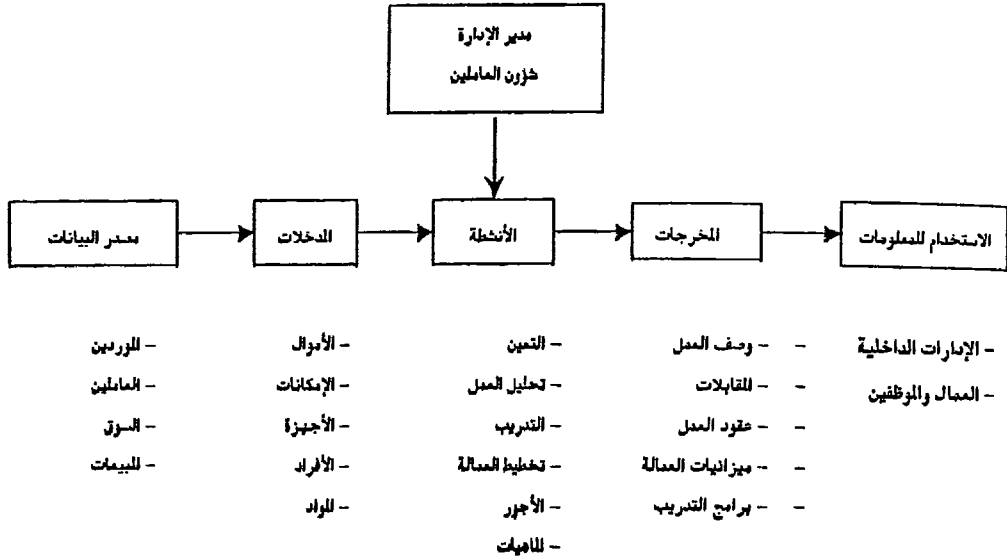 مدير الإدارة
شؤون العاملين
مصدر البيانات
المدخلات
الأنشطة
المخرجات
الاستخدام للمعلومات
- الموردين
- العاملين
- السوق
- المبيعات
- الأموال
- الإمكانات
- الأجهزة
- الأفراد
- المواد
- التعين
- تحليل العمل
- التدريب
- تخطيط العمالة
- الأجور
- الماهيات
- - وصف العمل
- - المقابلات
- - عقود العمل
- - ميزانيات العمالة
- - برامج التدريب
- الإدارات الداخلية
- العمال والموظفين